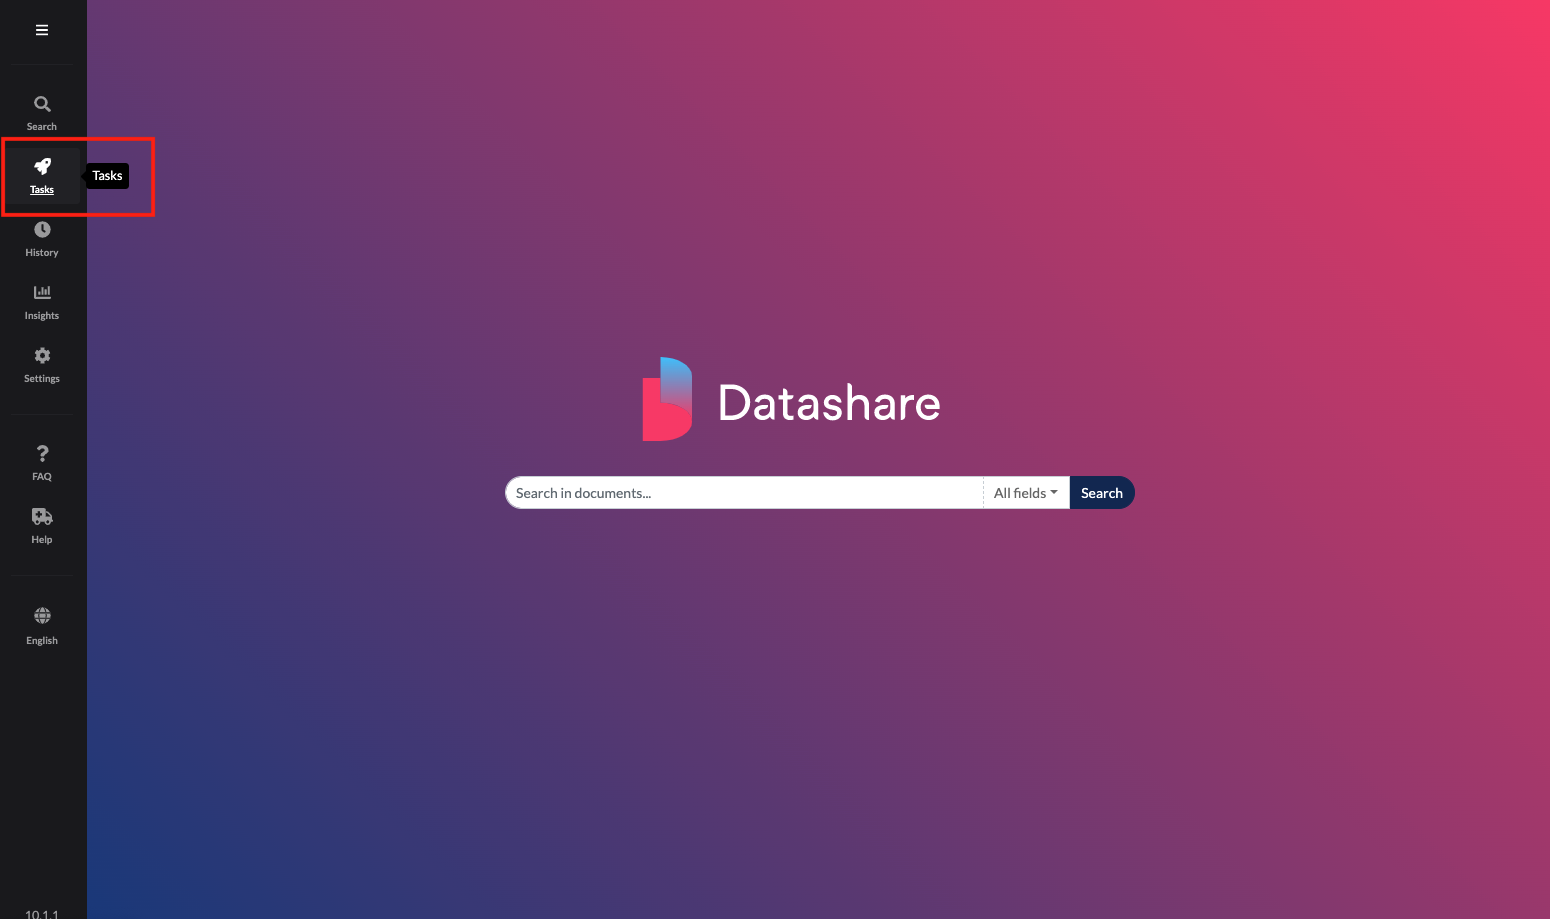 Search
Tasks
Tasks
History
Insights
Settings
FAQ
Help
English
10.1.1
Datashare
Search in documents...
All fields
Search